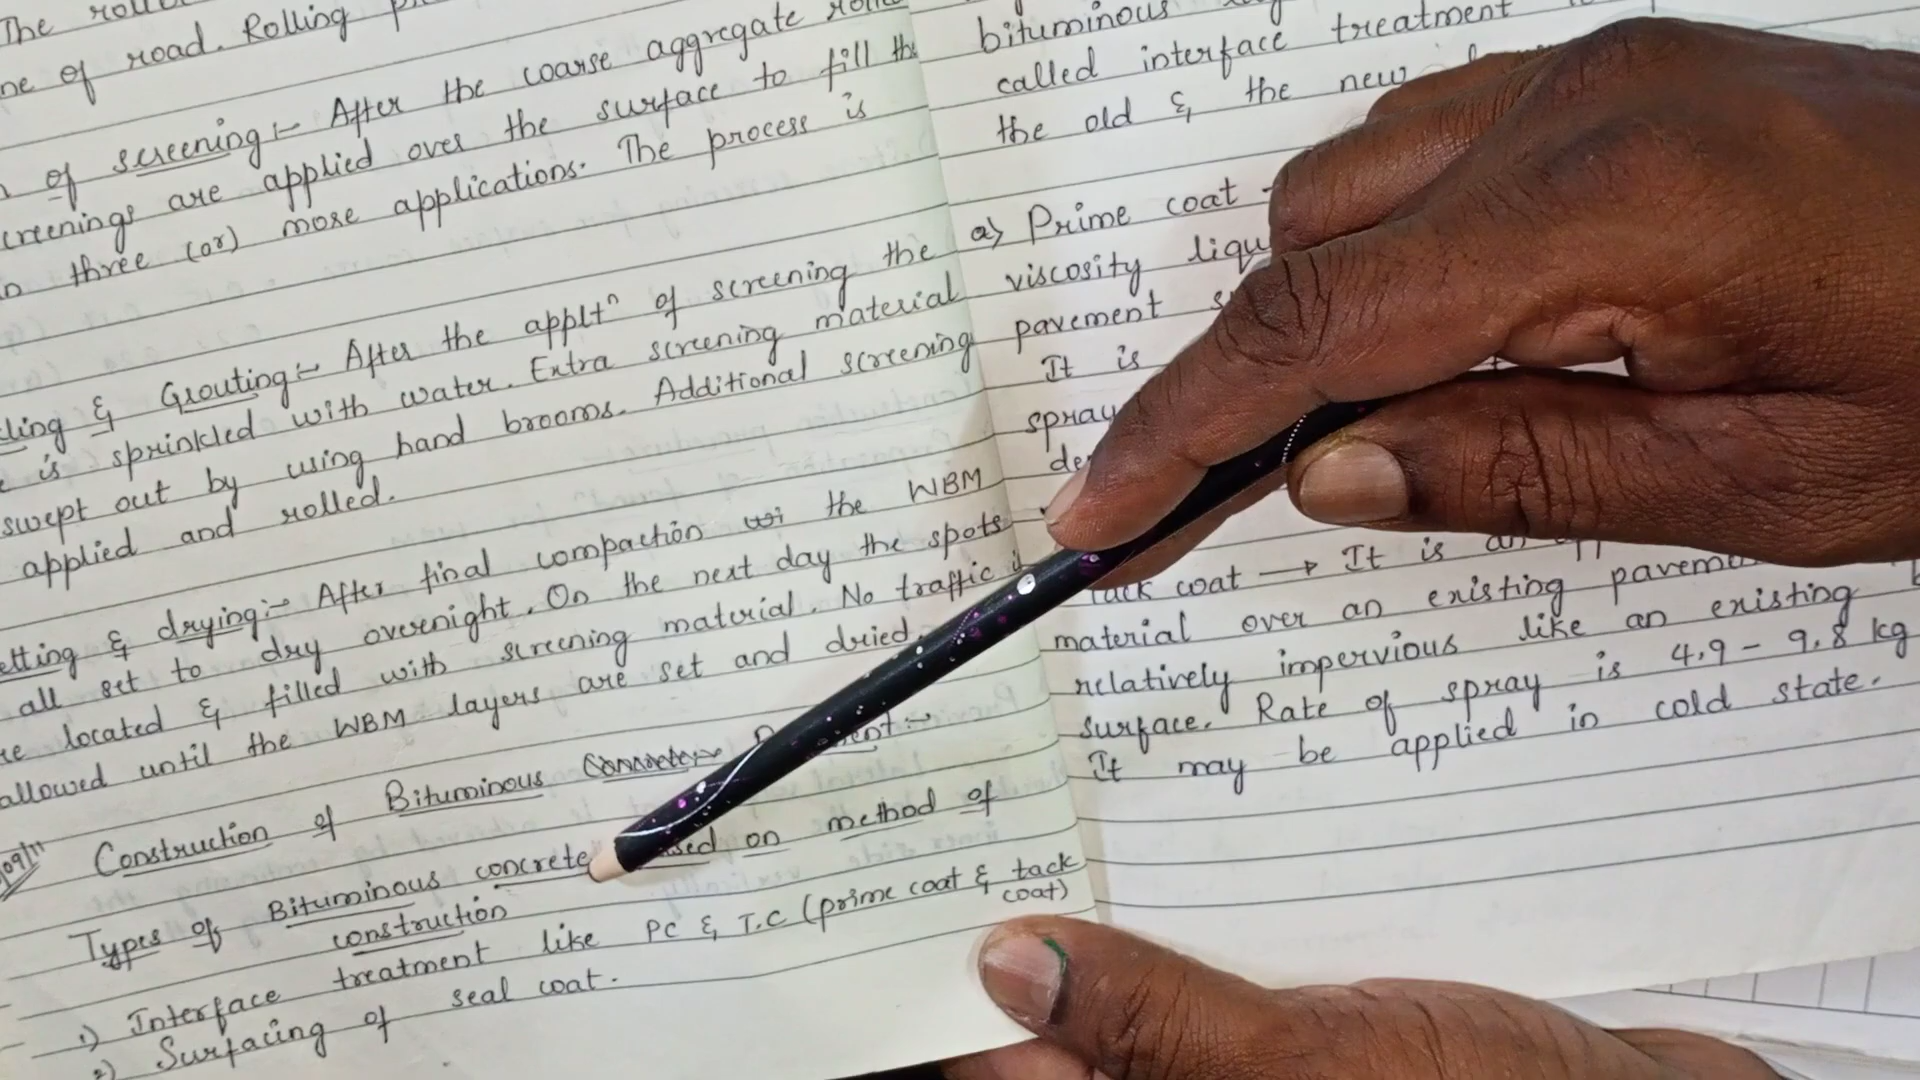 The
ne of road. Rolling
of screening:- After the coarse aggregate
creenings are applied over the surface to fill the
three (or) more applications. The process is
ling & Grouting:- After the appltⁿ of screening the
is sprinkled with water. Extra screening material
swept out by using hand brooms. Additional screening
applied and rolled.
etting & drying:- After final compaction wi the WBM
all set to dry overnight. On the next day the spots
re located & filled with screening material. No traffic
allowed until the WBM layers are set and dried.
Construction of Bituminous Concrete
Types of Bituminous concrete on method of
construction
1) Interface treatment like PC & T.C (prime coat & tack coat)
2) Surfacing of seal coat.
bituminous
called interface treatment
the old & the new
a) Prime coat
viscosity
pavement
It is
spray
Tack coat → It is
material over an existing
relatively impervious like an existing
surface. Rate of spray is 4.9 - 9.8 kg
It may be applied in cold state.